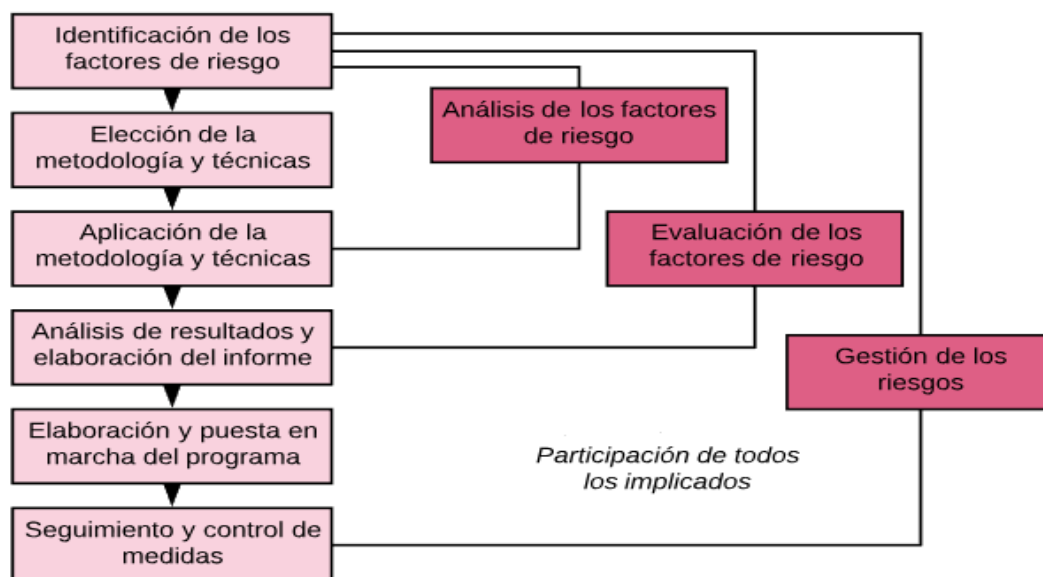 Identificación de los
factores de riesgo
Elección de la
metodología y técnicas
Aplicación de la
metodología y técnicas
Análisis de resultados y
elaboración del informe
Elaboración y puesta en
marcha del programa
Seguimiento y control de
medidas
Análisis de los factores
de riesgo
Evaluación de los
factores de riesgo
Gestión de los
riesgos
Participación de todos
los implicados